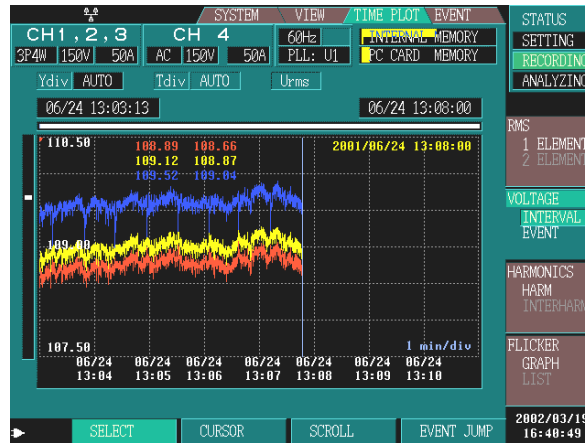 SYSTEM VIEW TIME PLOT EVENT
CH1,2,3 CH 4 60Hz INTERNAL MEMORY
3P4W 150V 50A AC 150V 50A PLL: U1 PC CARD MEMORY
Ydiv AUTO Tdiv AUTO Urms
06/24 13:03:13 06/24 13:08:00
110.50 108.89 108.66 2001/06/24 13:08:00
109.12 108.87
109.52 109.04
109.00
107.50 1 min/div
06/24 06/24 06/24 06/24 06/24 06/24 06/24
13:04 13:05 13:06 13:07 13:08 13:09 13:10
SELECT CURSOR SCROLL EVENT JUMP
STATUS
SETTING
RECORDING
ANALYZING
RMS
1 ELEMENT
2 ELEMENT
VOLTAGE
INTERVAL
EVENT
HARMONICS
HARM
INTERHARM
FLICKER
GRAPH
LIST
2002/03/19
16:40:49